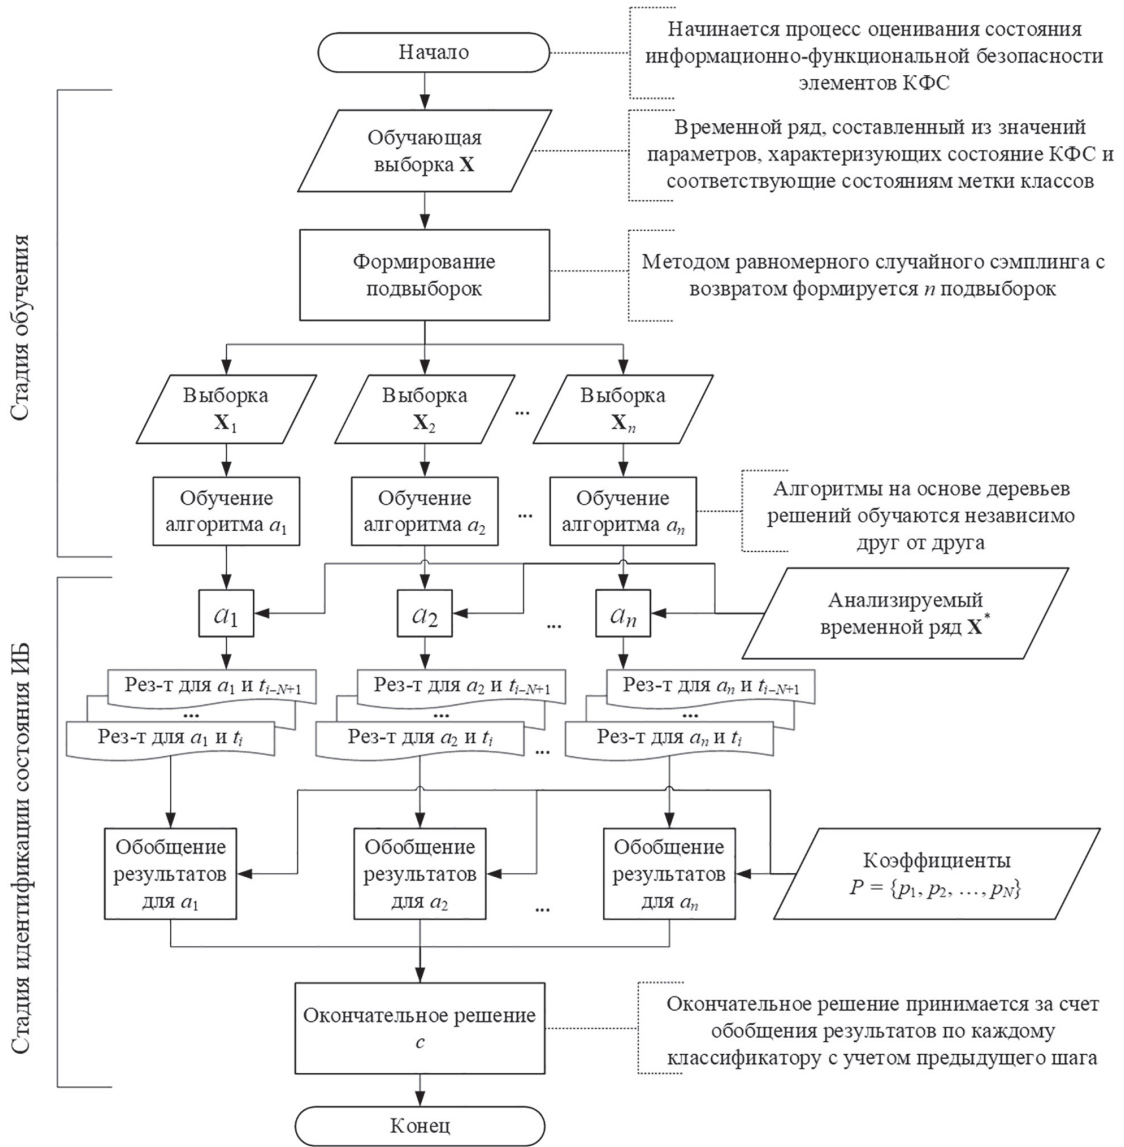 Начало
Начинается процесс оценивания состояния
информационно-функциональной безопасности
элементов КФС
Стадия обучения
Обучающая
выборка X
Временной ряд, составленный из значений
параметров, характеризующих состояние КФС и
соответствующие состояниям метки классов
Формирование
подвыборок
Методом равномерного случайного сэмплинга с
возвратом формируется n подвыборок
Выборка
X1
Выборка
X2
...
Выборка
Xn
Обучение
алгоритма a1
Обучение
алгоритма a2
...
Обучение
алгоритма an
Алгоритмы на основе деревьев
решений обучаются независимо
друг от друга
Стадия идентификации состояния ИБ
a1
a2
...
an
Анализируемый
временной ряд X*
Рез-т для a1 и ti–N+1
...
Рез-т для a1 и ti
Рез-т для a2 и ti–N+1
...
Рез-т для a2 и ti
...
Рез-т для an и ti–N+1
...
Рез-т для an и ti
Обобщение
результатов
для a1
Обобщение
результатов
для a2
...
Обобщение
результатов
для an
Коэффициенты
P = {p1, p2, …, pN}
Окончательное решение
c
Окончательное решение принимается за счет
обобщения результатов по каждому
классификатору с учетом предыдущего шага
Конец